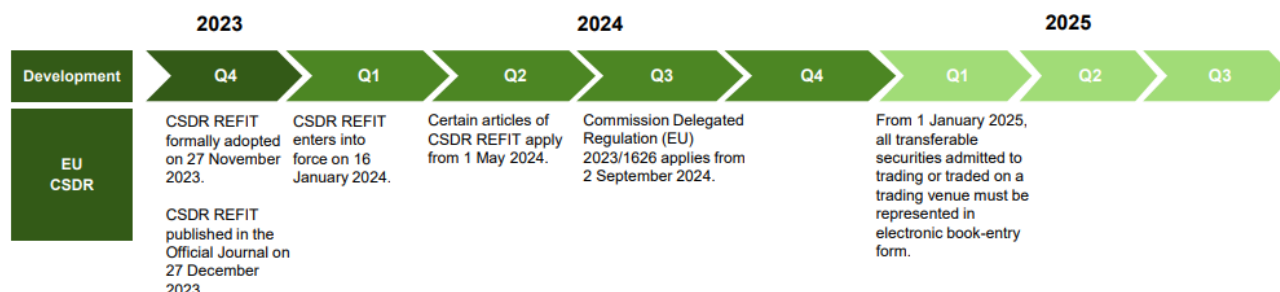 2023 2024 2025
Development Q4 Q1 Q2 Q3 Q4 Q1 Q2 Q3
EU
CSDR
CSDR REFIT
formally adopted
on 27 November
2023.
CSDR REFIT
published in the
Official Journal on
27 December
2023
CSDR REFIT
enters into
force on 16
January 2024.
Certain articles of
CSDR REFIT apply
from 1 May 2024.
Commission Delegated
Regulation (EU)
2023/1626 applies from
2 September 2024.
From 1 January 2025,
all transferable
securities admitted to
trading or traded on a
trading venue must be
represented in
electronic book-entry
form.